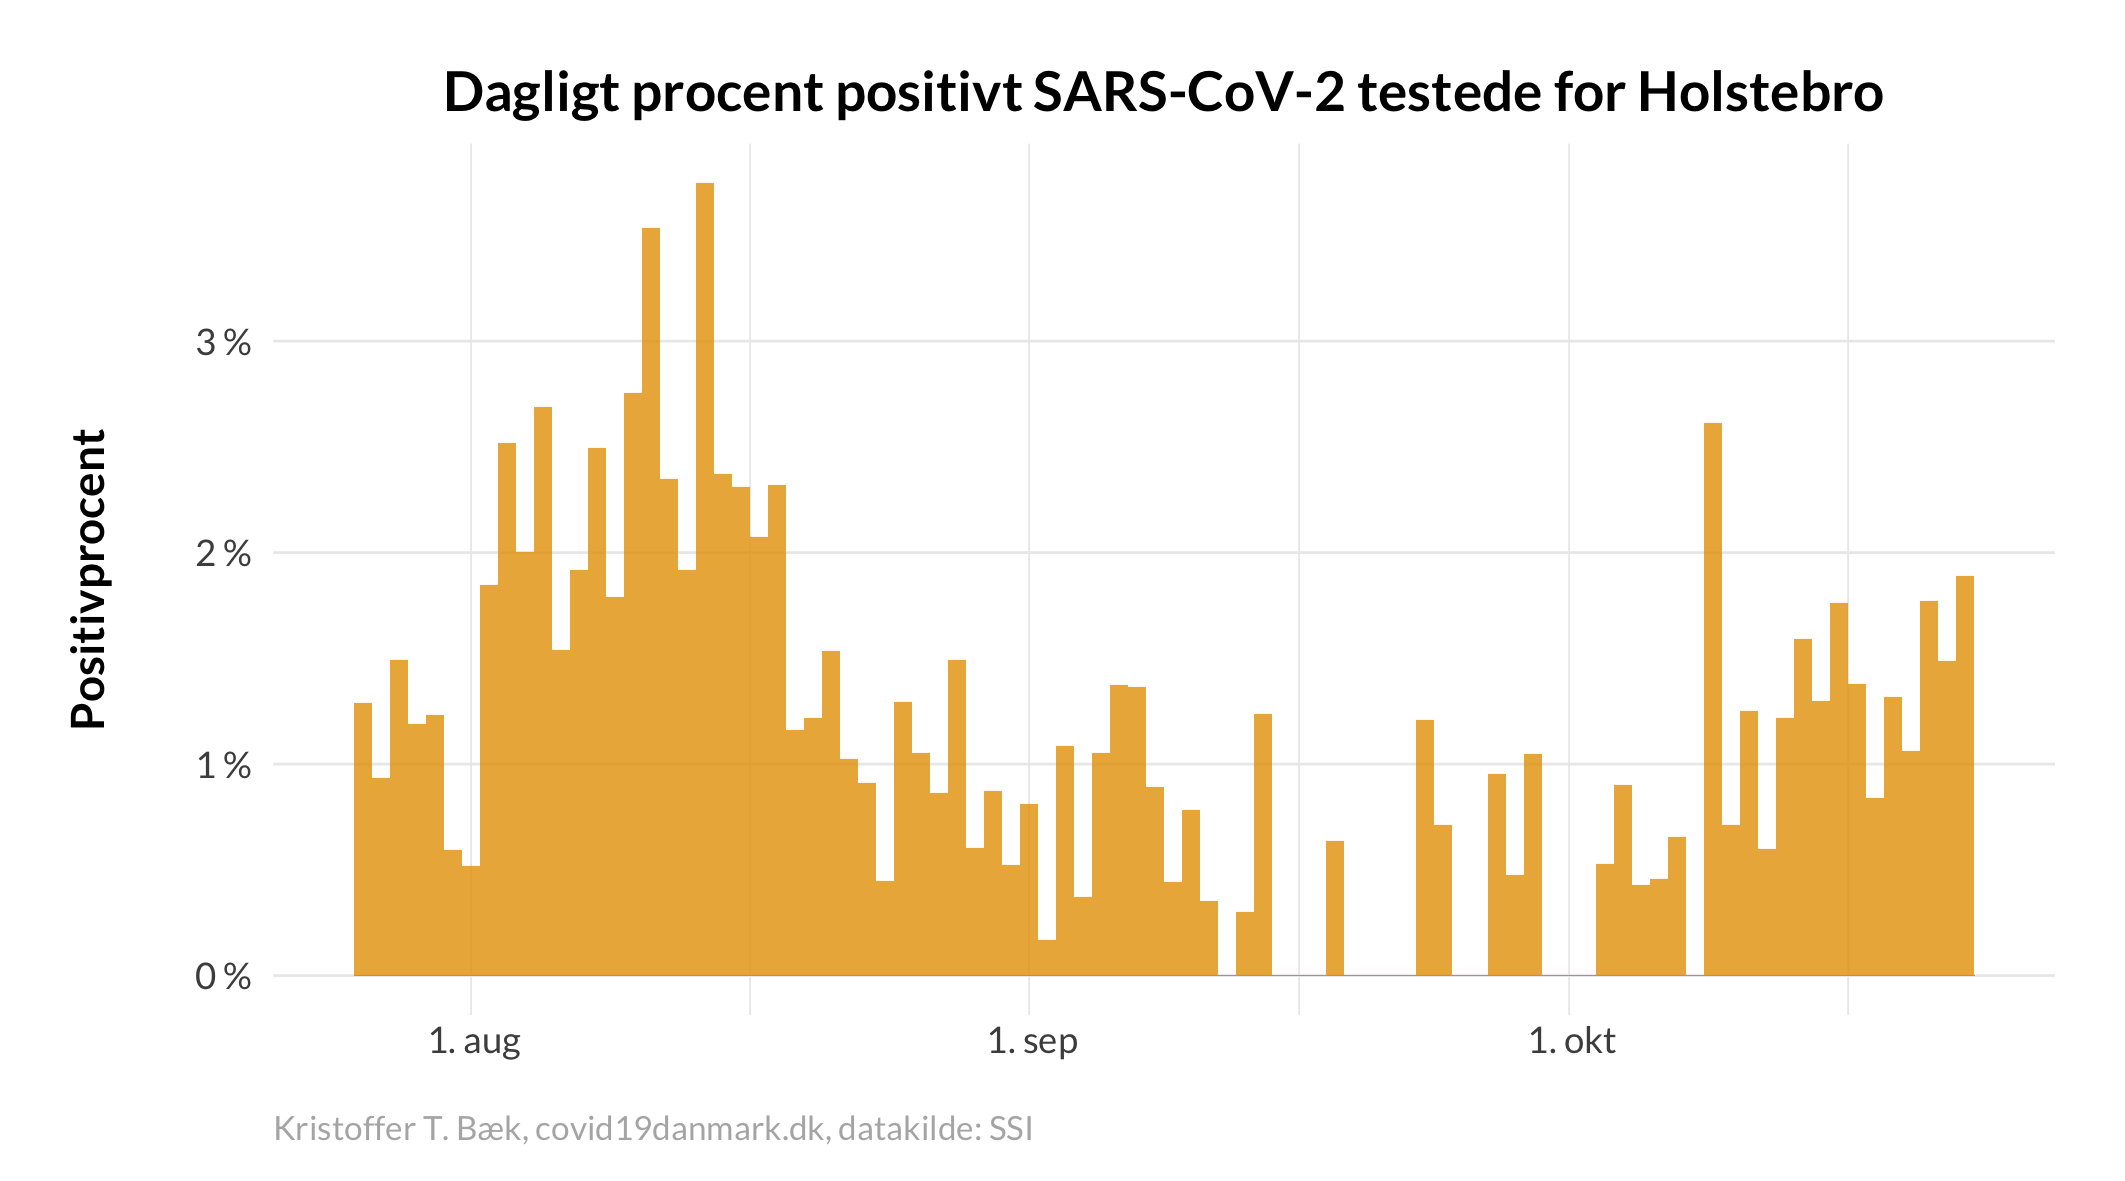 Dagligt procent positivt SARS-CoV-2 testede for Holstebro
Positivprocent
3 %
2 %
1 %
0 %
1. aug
1. sep
1. okt
Kristoffer T. Bæk, covid19danmark.dk, datakilde: SSI